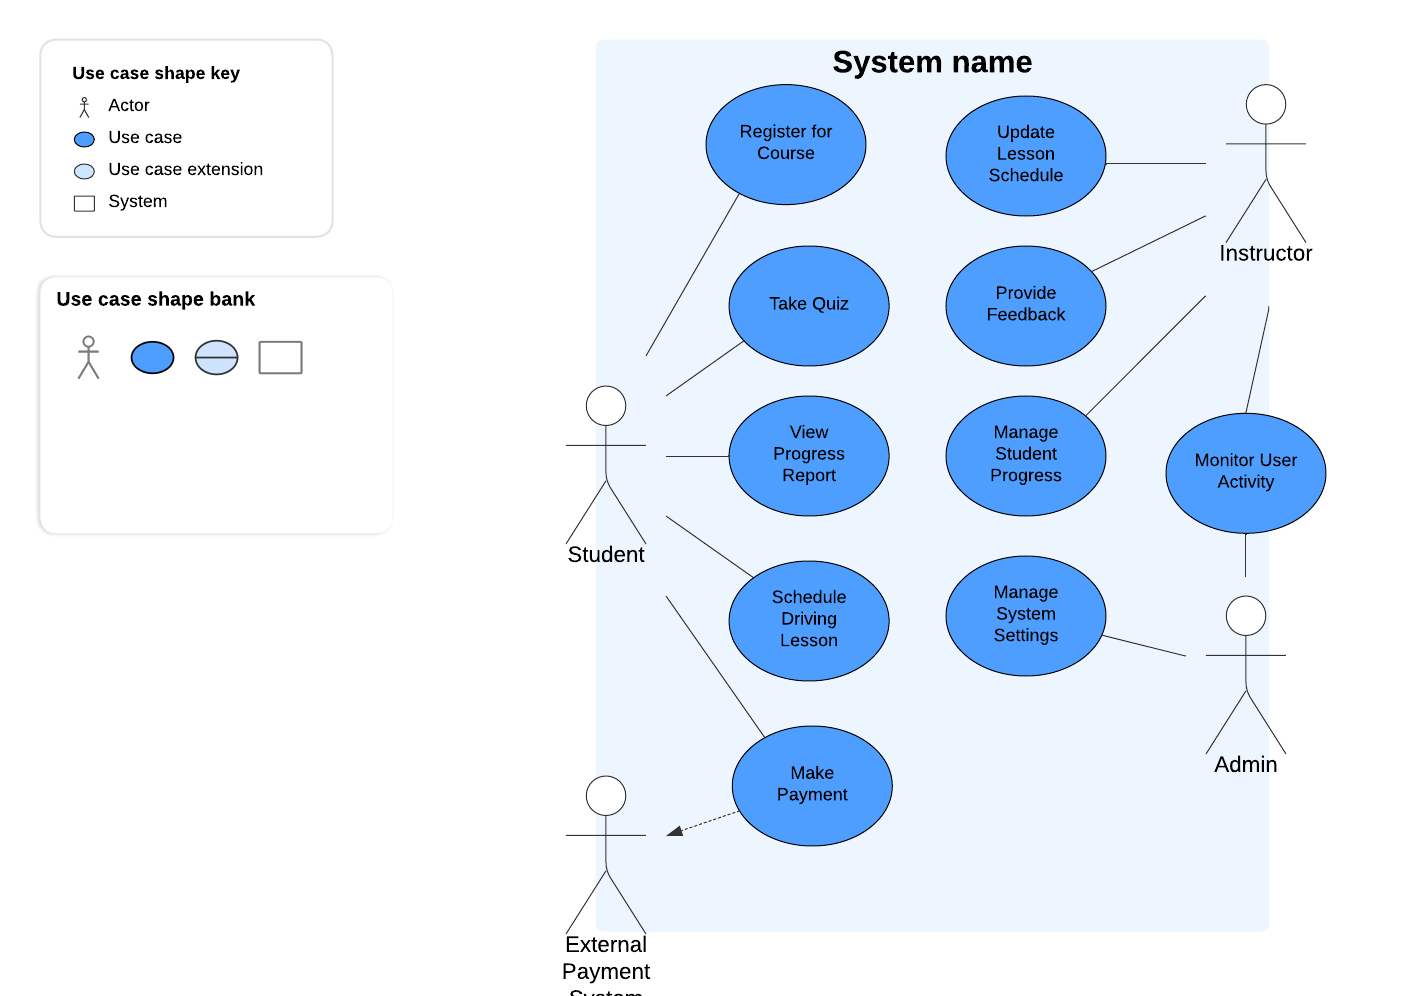 Use case shape key
Actor
Use case
Use case extension
System
Use case shape bank
System name
Register for
Course
Update
Lesson
Schedule
Instructor
Take Quiz
Provide
Feedback
View
Progress
Report
Manage
Student
Progress
Monitor User
Activity
Student
Schedule
Driving
Lesson
Manage
System
Settings
Admin
Make
Payment
External
Payment
System